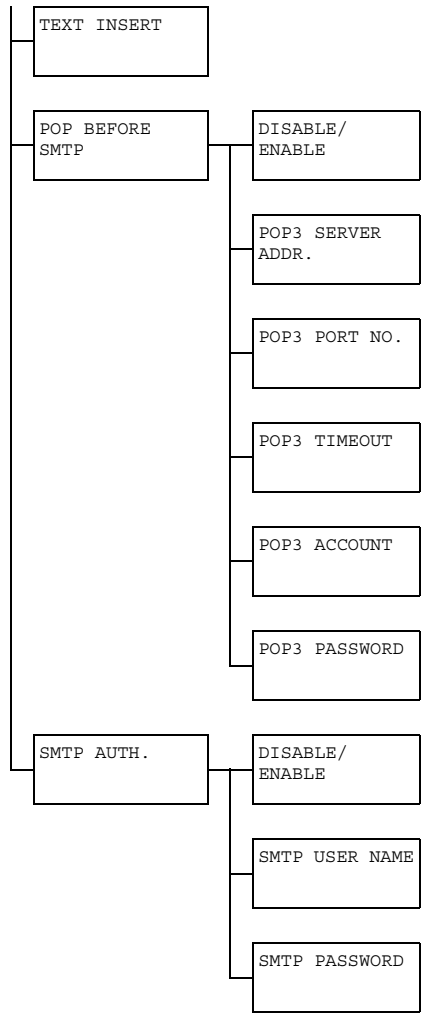 TEXT INSERT
POP BEFORE
SMTP
DISABLE/
ENABLE
POP3 SERVER
ADDR.
POP3 PORT NO.
POP3 TIMEOUT
POP3 ACCOUNT
POP3 PASSWORD
SMTP AUTH.
DISABLE/
ENABLE
SMTP USER NAME
SMTP PASSWORD